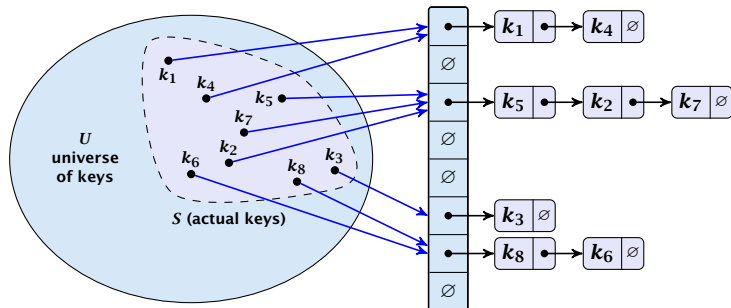 U
universe
of keys
k₁
k₄
k₅
k₇
k₂
k₆
k₈
k₃
S (actual keys)
k₁ k₄ ∅
∅
k₅ k₂ k₇ ∅
∅
∅
k₃ ∅
k₈ k₆ ∅
∅